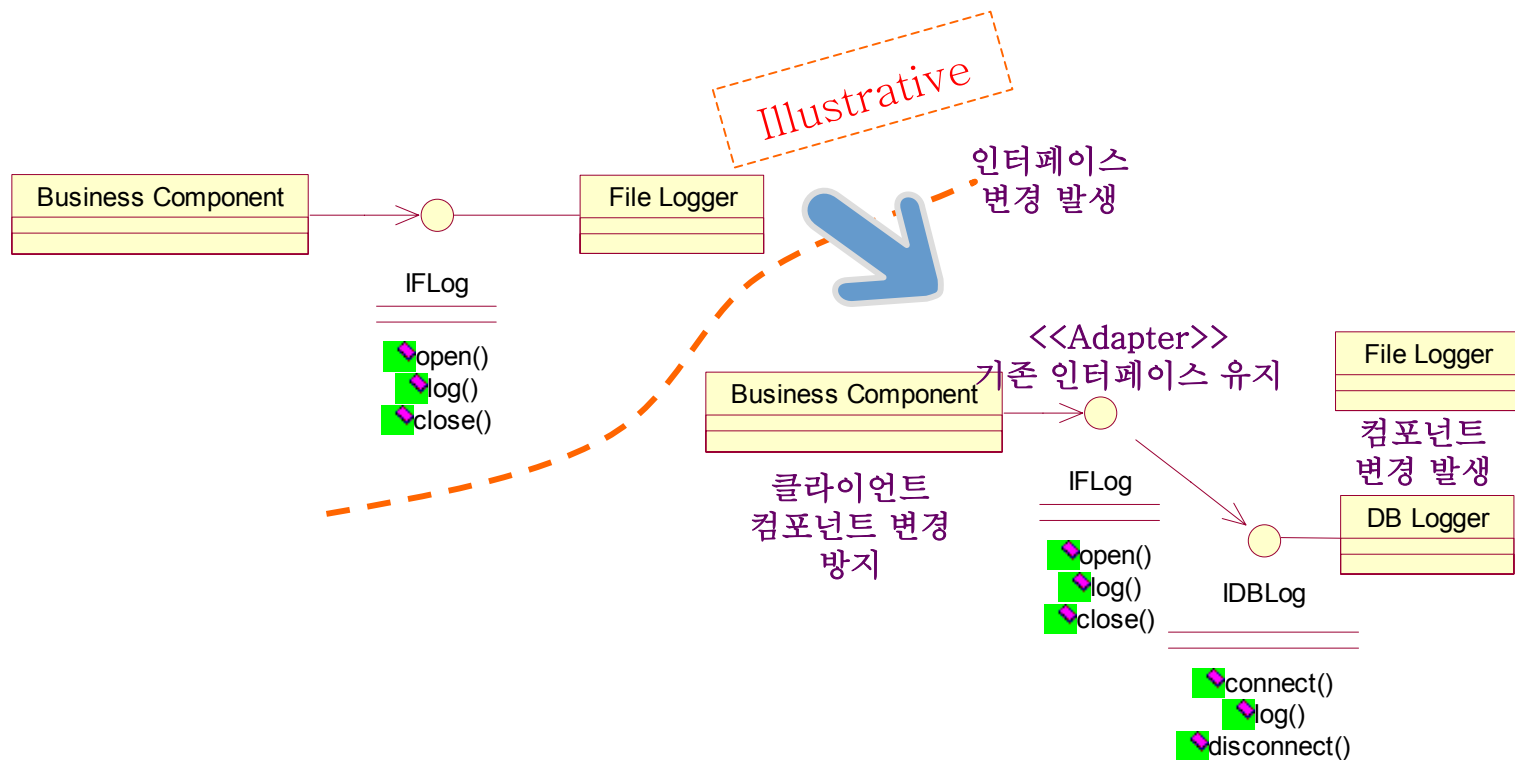 Illustrative
인터페이스
변경 발생
Business Component
File Logger
IFLog
open()
log()
close()
<<Adapter>>
기존 인터페이스 유지
Business Component
File Logger
컴포넌트
변경 발생
클라이언트
컴포넌트 변경
방지
IFLog
open()
log()
close()
DB Logger
IDBLog
connect()
log()
disconnect()